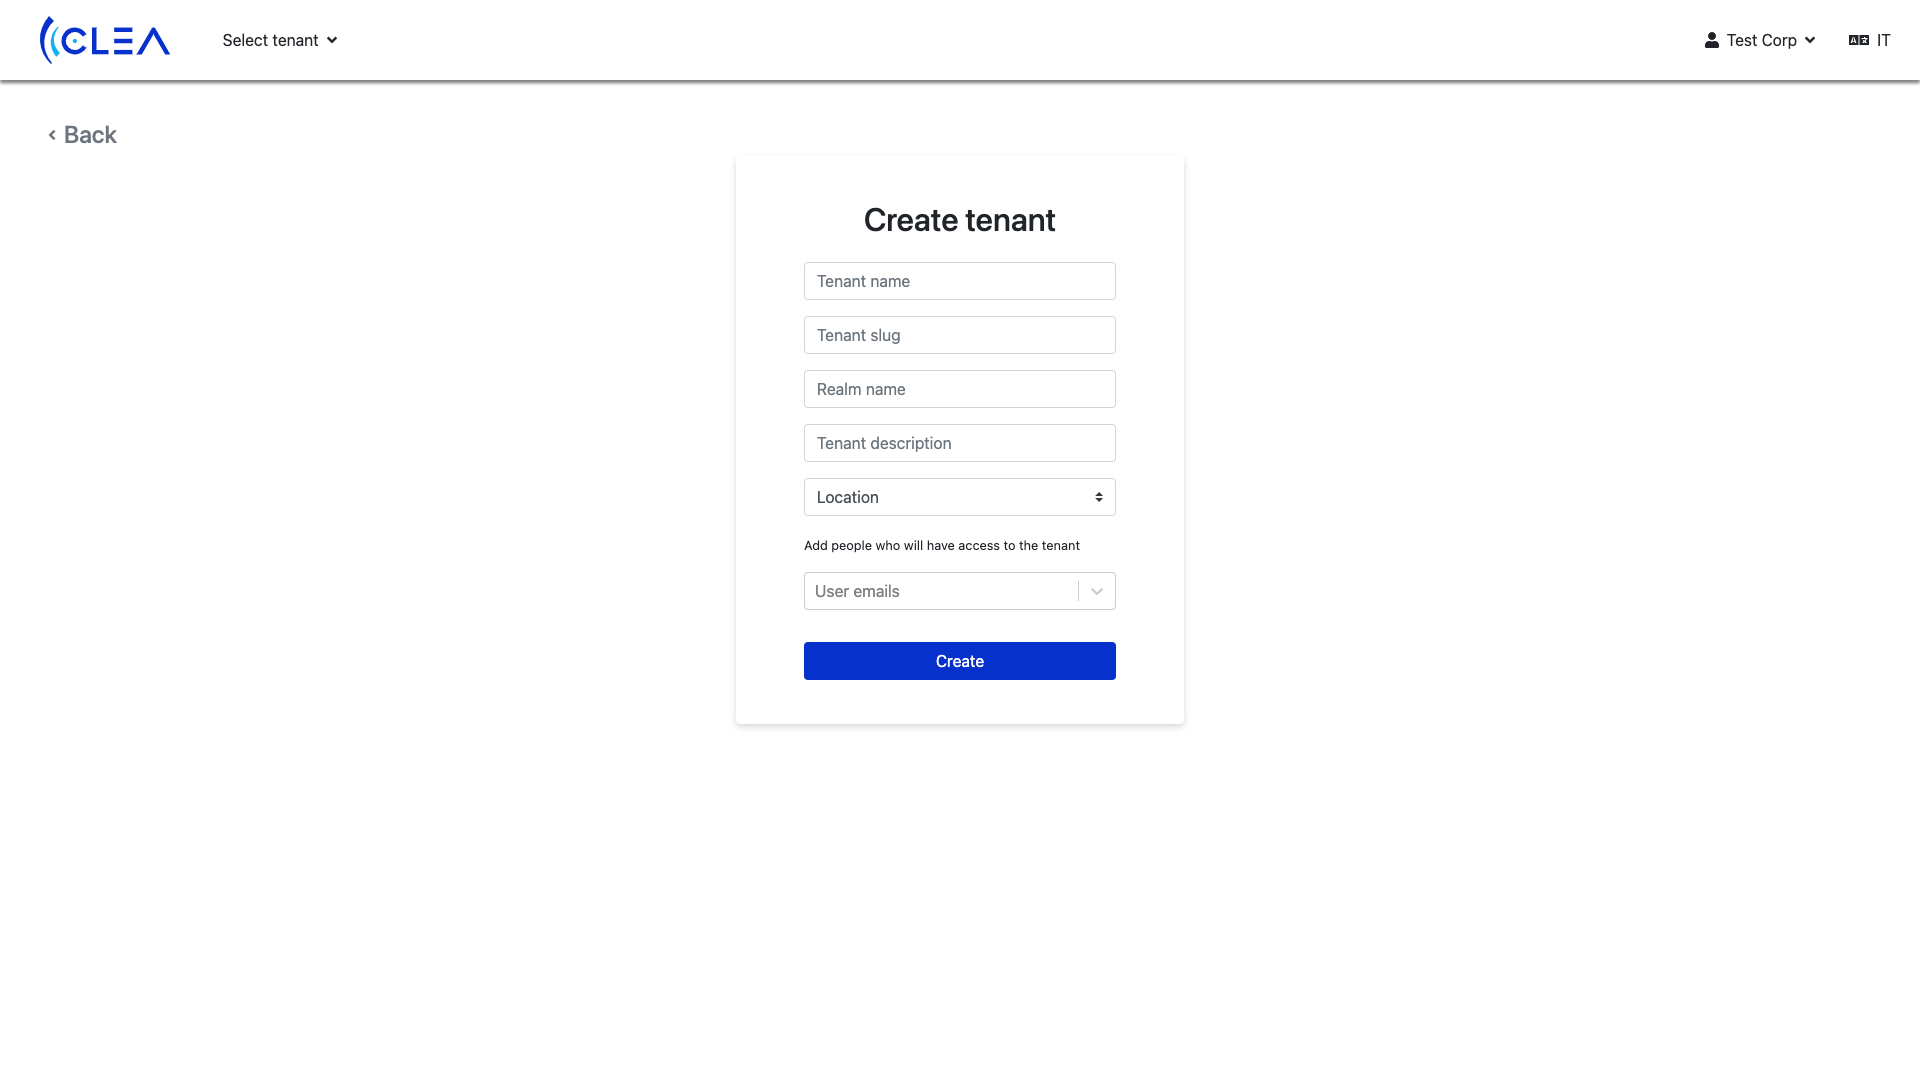 CLEA
Select tenant
Test Corp
IT
Back
Create tenant
Tenant name
Tenant slug
Realm name
Tenant description
Location
Add people who will have access to the tenant
User emails
Create